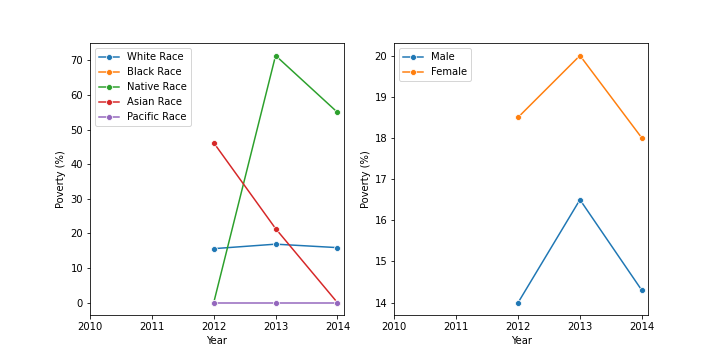 White Race
Black Race
Native Race
Asian Race
Pacific Race
Poverty (%)
70
60
50
40
30
20
10
0
2010 2011 2012 2013 2014
Year
Male
Female
Poverty (%)
20
19
18
17
16
15
14
2010 2011 2012 2013 2014
Year